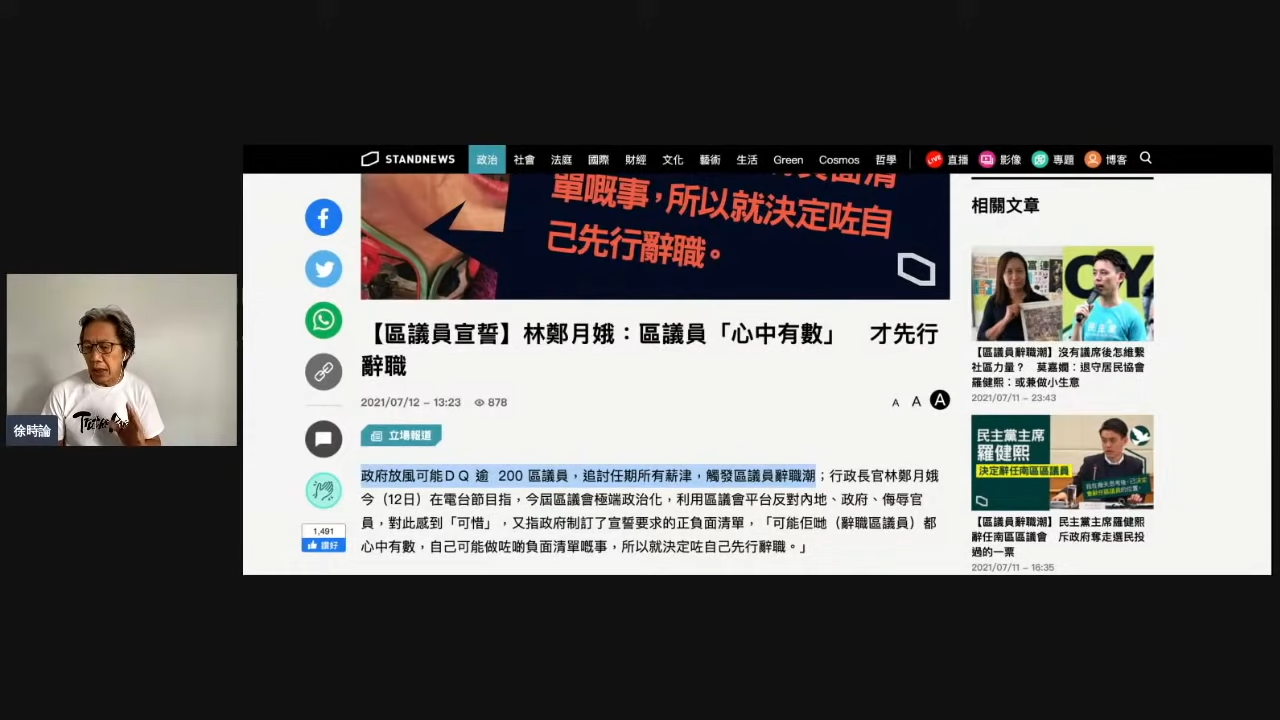 STANDNEWS 政治 社會 法庭 國際 財經 文化 藝術 生活 Green Cosmos 哲學 LIVE 直播 影像 專題 博客
單嘅事，所以就決定咗自
己先行辭職。
【區議員宣誓】林鄭月娥：區議員「心中有數」 才先行
辭職
2021/07/12 – 13:23 878
A A A
立場報道
政府放風可能ＤＱ 逾 200 區議員，追討任期所有薪津，觸發區議員辭職潮；行政長官林鄭月娥
今（12日）在電台節目指，今屆區議會極端政治化，利用區議會平台反對內地、政府、侮辱官
員，對此感到「可惜」，又指政府制訂了宣誓要求的正負面清單，「可能佢哋（辭職區議員）都
心中有數，自己可能做咗啲負面清單嘅事，所以就決定咗自己先行辭職。」
1,491
讚好
徐時論
相關文章
【區議員辭職潮】沒有議席後怎維繫
社區力量？ 莫嘉嫻：退守居民協會
羅健熙：或兼做小生意
2021/07/11 – 23:43
民主黨主席
羅健熙
決定辭任南區區議員
【區議員辭職潮】民主黨主席羅健熙
辭任南區區議會 斥政府奪走選民投
過的一票
2021/07/11 – 16:35